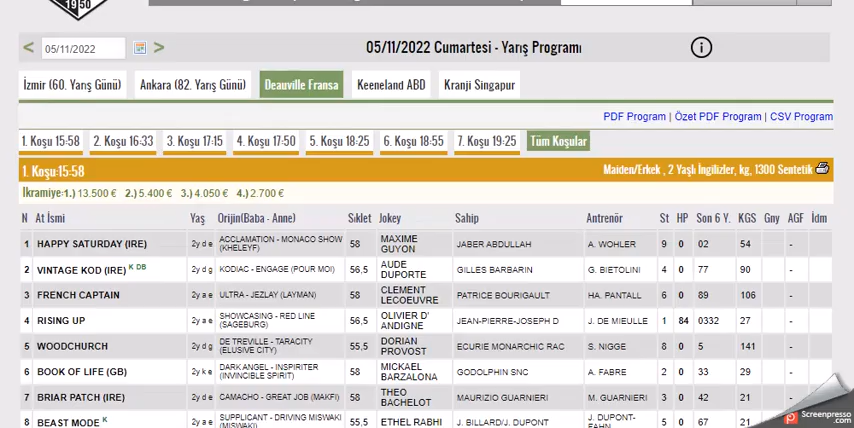 1950
< 05/11/2022 >
05/11/2022 Cumartesi - Yarış Programı
i
İzmir (60. Yarış Günü) Ankara (82. Yarış Günü) Deauville Fransa Keeneland ABD Kranji Singapur
PDF Program | Özet PDF Program | CSV Program
1. Koşu 15:58 2. Koşu 16:33 3. Koşu 17:15 4. Koşu 17:50 5. Koşu 18:25 6. Koşu 18:55 7. Koşu 19:25 Tüm Koşular
1. Koşu:15:58 Maiden/Erkek , 2 Yaşlı İngilizler, kg, 1300 Sentetik
İkramiye:1.) 13.500 € 2.) 5.400 € 3.) 4.050 € 4.) 2.700 €
N At İsmi Yaş Orijin(Baba - Anne) Sıklet Jokey Sahip Antrenör St HP Son 6 Y. KGS Gny AGF İdm
1 HAPPY SATURDAY (IRE) 2y d e ACCLAMATION - MONACO SHOW (KHELEYF) 58 MAXIME GUYON JABER ABDULLAH A. WOHLER 9 0 02 54 -
2 VINTAGE KOD (IRE) K DB 2y d g KODIAC - ENGAGE (POUR MOI) 56,5 AUDE DUPORTE GILLES BARBARIN G. BIETOLINI 4 0 77 90 -
3 FRENCH CAPTAIN 2y a e ULTRA - JEZLAY (LAYMAN) 58 CLEMENT LECOEUVRE PATRICE BOURIGAULT HA. PANTALL 6 0 89 106 -
4 RISING UP 2y a e SHOWCASING - RED LINE (SAGEBURG) 56,5 OLIVIER D' ANDIGNE JEAN-PIERRE-JOSEPH D J. DE MIEULLE 1 84 0332 27 -
5 WOODCHURCH 2y d g DE TREVILLE - TARACITY (ELUSIVE CITY) 55,5 DORIAN PROVOST ECURIE MONARCHIC RAC S. NIGGE 8 0 5 141 -
6 BOOK OF LIFE (GB) 2y k e DARK ANGEL - INSPIRITER (INVINCIBLE SPIRIT) 58 MICKAEL BARZALONA GODOLPHIN SNC A. FABRE 2 0 33 29 -
7 BRIAR PATCH (IRE) 2y d e CAMACHO - GREAT JOB (MAKFI) 58 THEO BACHELOT MAURIZIO GUARNIERI M. GUARNIERI 3 0 42 21 -
8 BEAST MODE K 2y a e SUPPLICANT - DRIVING MISWAKI (MISWAKI) 55,5 ETHEL RABHI J. BILLARD/J. DUPONT J. DUPONT-FAHN 5 0 67 21
Screenpresso.com